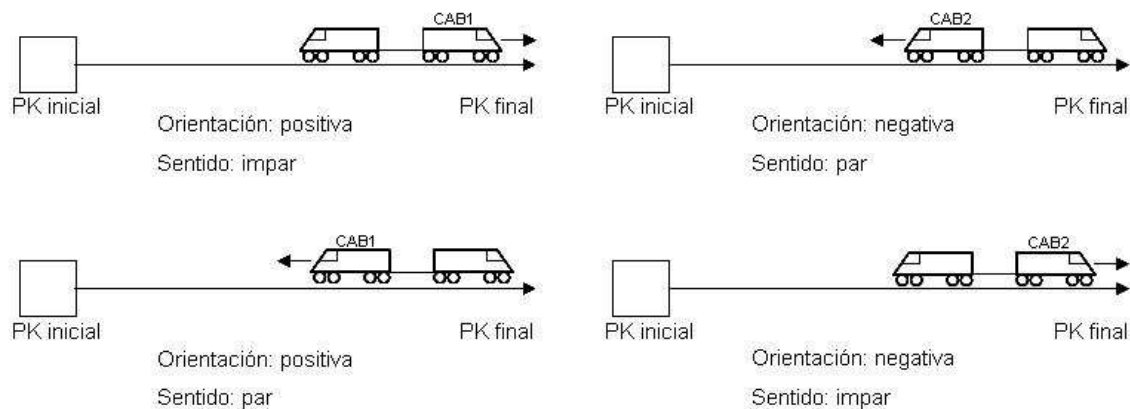 CAB1
PK inicial
PK final
Orientación: positiva
Sentido: impar
CAB2
PK inicial
PK final
Orientación: negativa
Sentido: par
CAB1
PK inicial
PK final
Orientación: positiva
Sentido: par
CAB2
PK inicial
PK final
Orientación: negativa
Sentido: impar